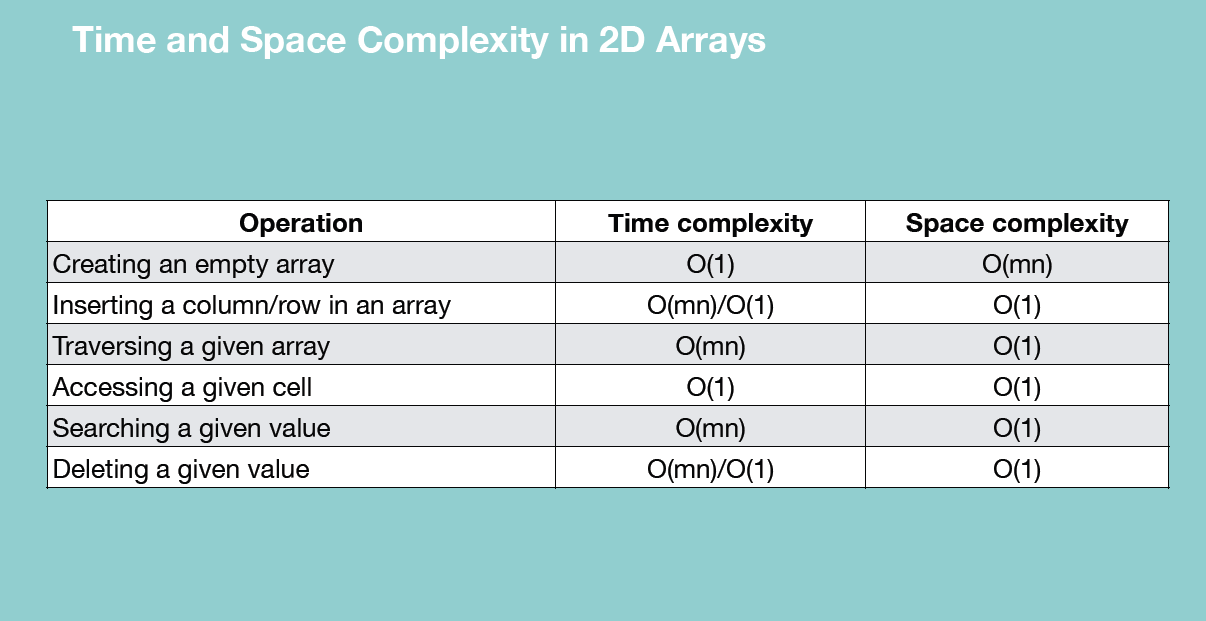 Time and Space Complexity in 2D Arrays
Operation Time complexity Space complexity
Creating an empty array O(1) O(mn)
Inserting a column/row in an array O(mn)/O(1) O(1)
Traversing a given array O(mn) O(1)
Accessing a given cell O(1) O(1)
Searching a given value O(mn) O(1)
Deleting a given value O(mn)/O(1) O(1)